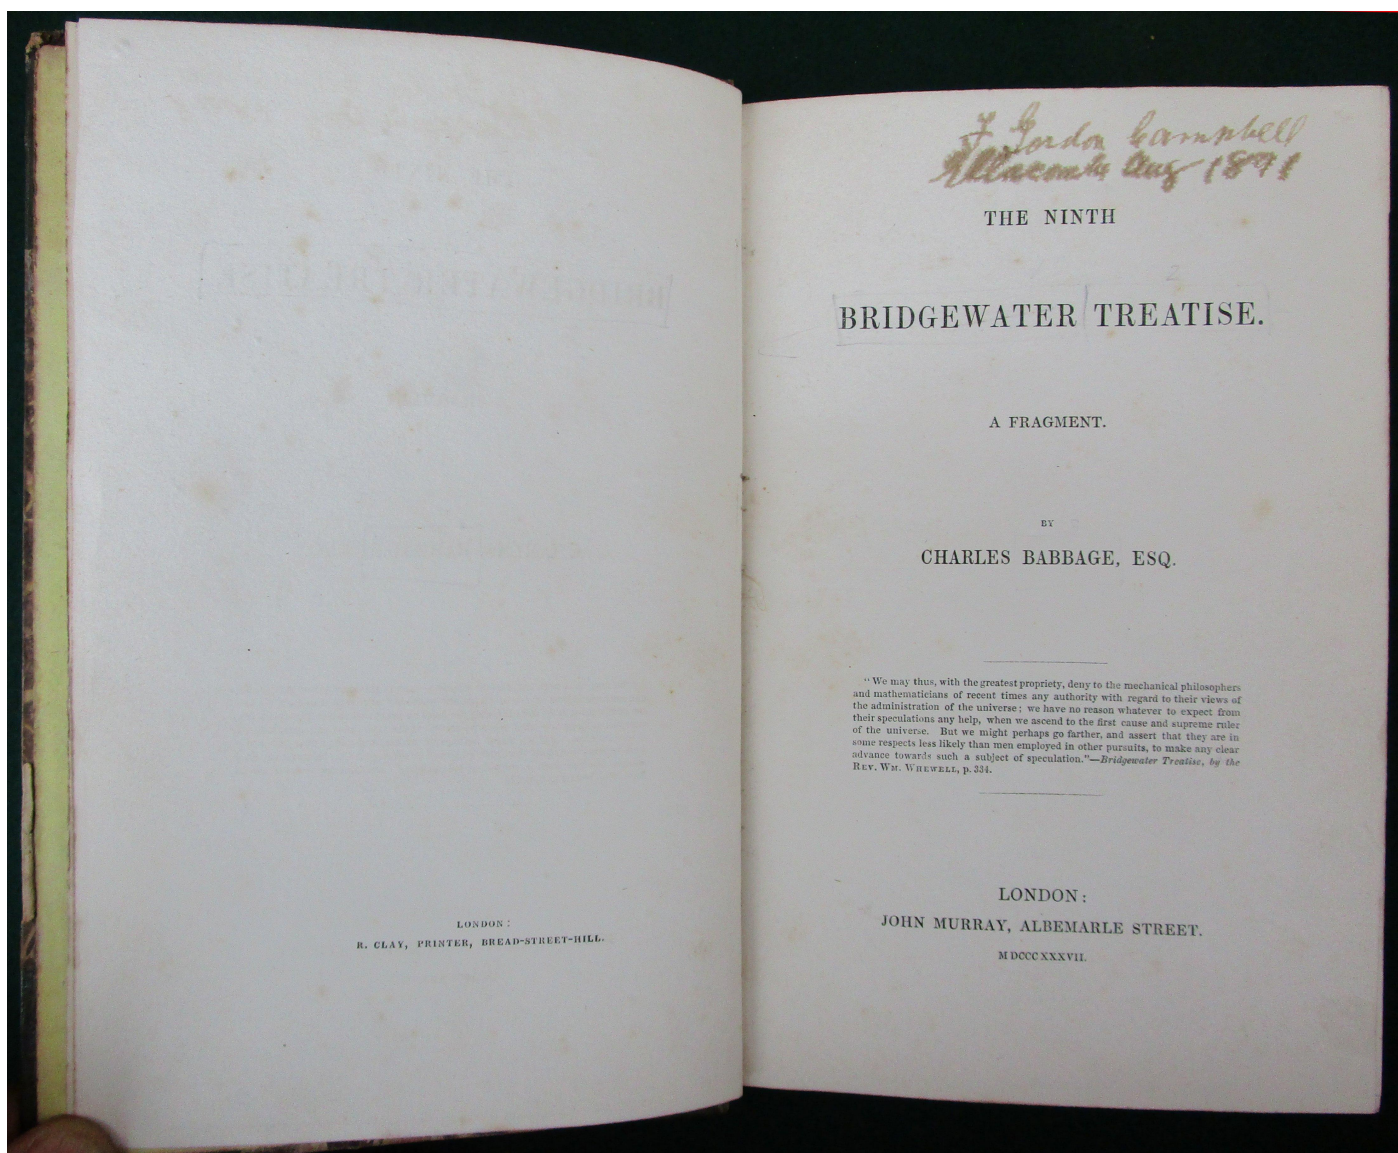 LONDON:
R. CLAY, PRINTER, BREAD-STREET-HILL.
Gordon Campbell
Aug 1891
THE NINTH
BRIDGEWATER TREATISE.
A FRAGMENT.
BY
CHARLES BABBAGE, ESQ.
"We may thus, with the greatest propriety, deny to the mechanical philosophers
and mathematicians of recent times any authority with regard to their views of
the administration of the universe; we have no reason whatever to expect from
their speculations any help, when we ascend to the first cause and supreme ruler
of the universe. But we might perhaps go farther, and assert that they are in
some respects less likely than men employed in other pursuits, to make any clear
advance towards such a subject of speculation."—Bridgewater Treatise, by the
REV. WM. WHEWELL, p. 334.
LONDON:
JOHN MURRAY, ALBEMARLE STREET.
MDCCCXXXVII.